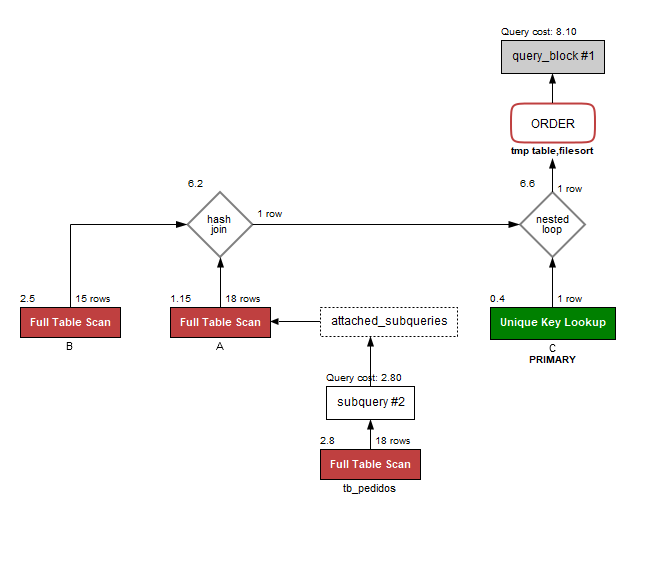 Query cost: 8.10
query_block #1
ORDER
tmp table,filesort
6.2
hash
join
1 row
6.6
1 row
nested
loop
2.5
15 rows
Full Table Scan
B
1.15
18 rows
Full Table Scan
A
attached_subqueries
0.4
1 row
Unique Key Lookup
C
PRIMARY
Query cost: 2.80
subquery #2
2.8
18 rows
Full Table Scan
tb_pedidos